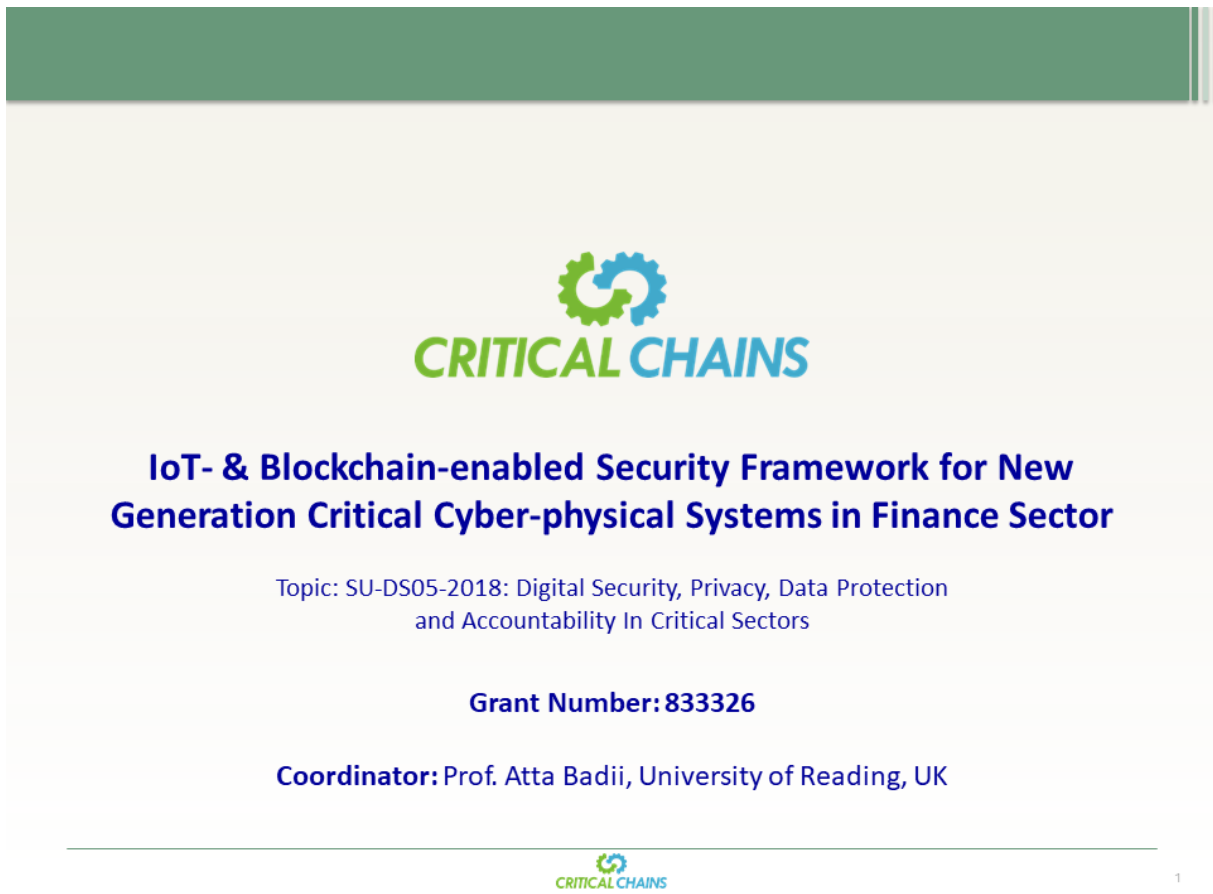 CRITICAL CHAINS
IoT- & Blockchain-enabled Security Framework for New
Generation Critical Cyber-physical Systems in Finance Sector
Topic: SU-DS05-2018: Digital Security, Privacy, Data Protection
and Accountability In Critical Sectors
Grant Number: 833326
Coordinator: Prof. Atta Badii, University of Reading, UK
CRITICAL CHAINS
1